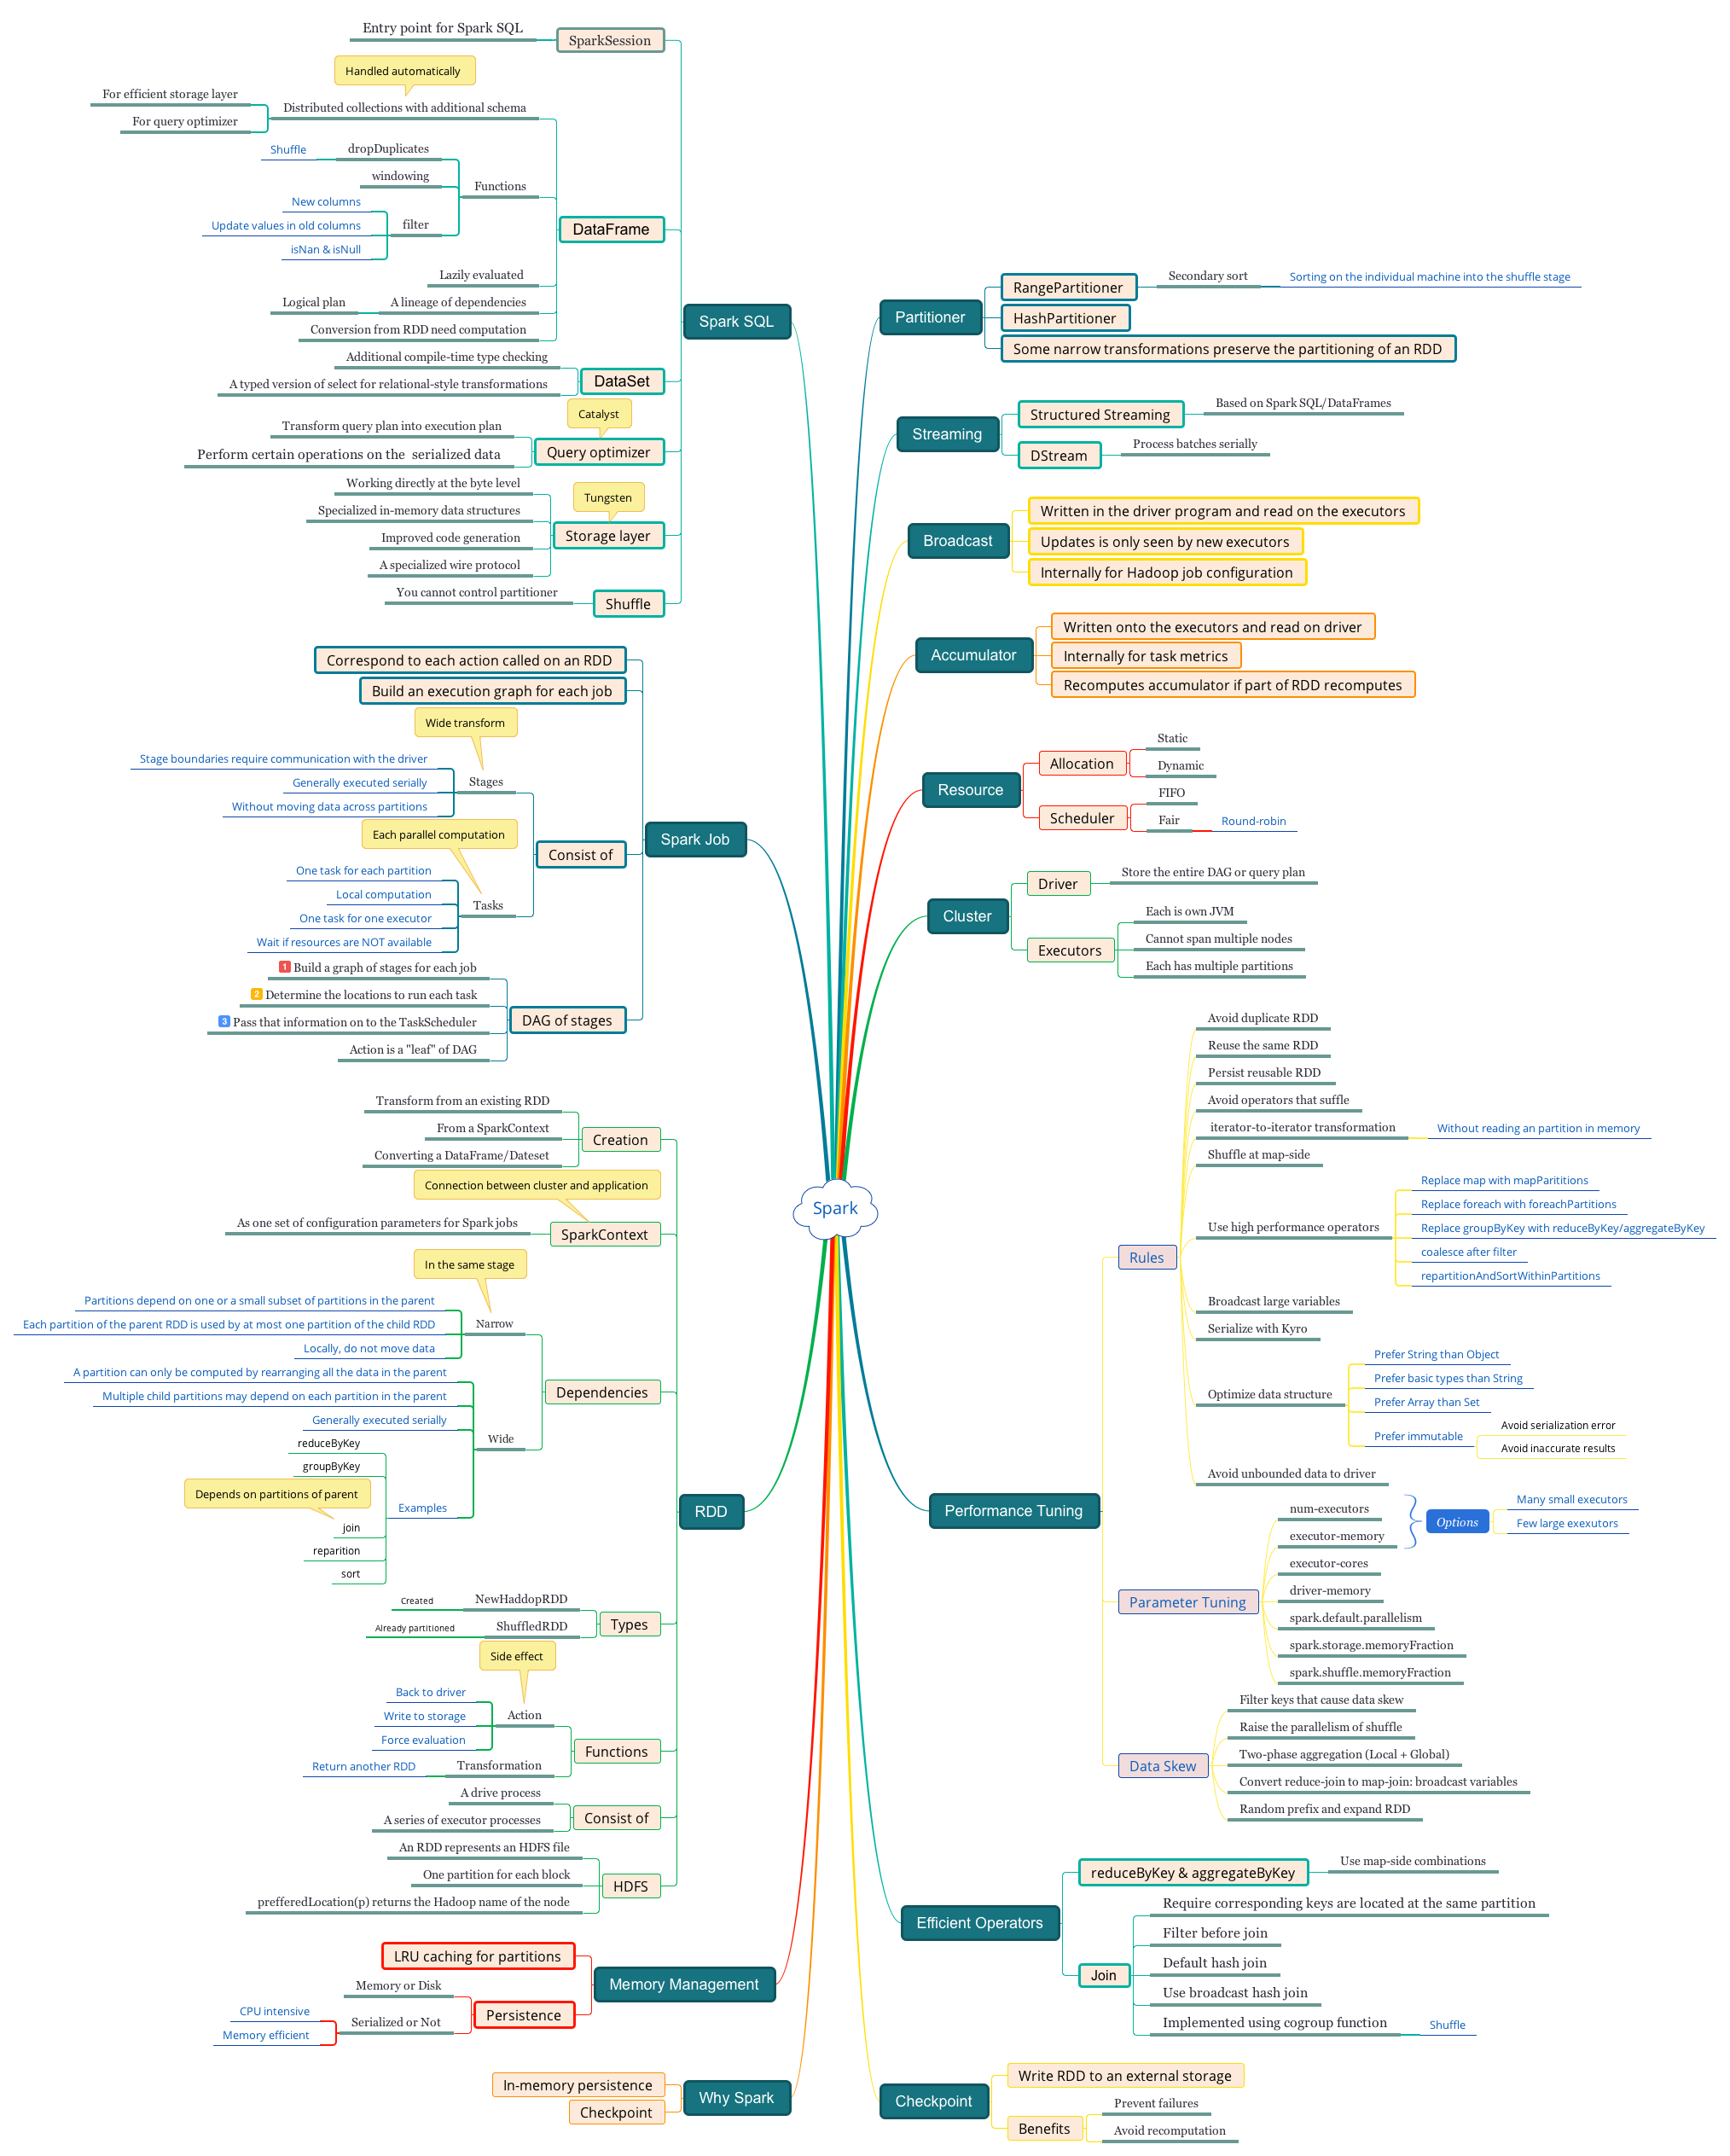 Spark
Spark SQL
SparkSession
Entry point for Spark SQL
DataFrame
Handled automatically
Distributed collections with additional schema
For efficient storage layer
For query optimizer
Functions
dropDuplicates
Shuffle
windowing
filter
New columns
Update values in old columns
isNan & isNull
Lazily evaluated
A lineage of dependencies
Logical plan
Conversion from RDD need computation
DataSet
Additional compile-time type checking
A typed version of select for relational-style transformations
Catalyst
Query optimizer
Transform query plan into execution plan
Perform certain operations on the serialized data
Tungsten
Storage layer
Working directly at the byte level
Specialized in-memory data structures
Improved code generation
A specialized wire protocol
Shuffle
You cannot control partitioner
Spark Job
Correspond to each action called on an RDD
Build an execution graph for each job
Consist of
Wide transform
Stages
Stage boundaries require communication with the driver
Generally executed serially
Without moving data across partitions
Each parallel computation
Tasks
One task for each partition
Local computation
One task for one executor
Wait if resources are NOT available
DAG of stages
1 Build a graph of stages for each job
2 Determine the locations to run each task
3 Pass that information on to the TaskScheduler
Action is a "leaf" of DAG
RDD
Creation
Transform from an existing RDD
From a SparkContext
Converting a DataFrame/Dateset
Connection between cluster and application
SparkContext
As one set of configuration parameters for Spark jobs
Dependencies
In the same stage
Narrow
Partitions depend on one or a small subset of partitions in the parent
Each partition of the parent RDD is used by at most one partition of the child RDD
Locally, do not move data
Wide
A partition can only be computed by rearranging all the data in the parent
Multiple child partitions may depend on each partition in the parent
Generally executed serially
Examples
reduceByKey
groupByKey
Depends on partitions of parent
join
reparition
sort
Types
NewHaddopRDD
Created
ShuffledRDD
Already partitioned
Functions
Side effect
Action
Back to driver
Write to storage
Force evaluation
Transformation
Return another RDD
Consist of
A drive process
A series of executor processes
HDFS
An RDD represents an HDFS file
One partition for each block
prefferedLocation(p) returns the Hadoop name of the node
Memory Management
LRU caching for partitions
Persistence
Memory or Disk
Serialized or Not
CPU intensive
Memory efficient
Why Spark
In-memory persistence
Checkpoint
Partitioner
RangePartitioner
Secondary sort
Sorting on the individual machine into the shuffle stage
HashPartitioner
Some narrow transformations preserve the partitioning of an RDD
Streaming
Structured Streaming
Based on Spark SQL/DataFrames
DStream
Process batches serially
Broadcast
Written in the driver program and read on the executors
Updates is only seen by new executors
Internally for Hadoop job configuration
Accumulator
Written onto the executors and read on driver
Internally for task metrics
Recomputes accumulator if part of RDD recomputes
Resource
Allocation
Static
Dynamic
Scheduler
FIFO
Fair
Round-robin
Cluster
Driver
Store the entire DAG or query plan
Executors
Each is own JVM
Cannot span multiple nodes
Each has multiple partitions
Performance Tuning
Rules
Avoid duplicate RDD
Reuse the same RDD
Persist reusable RDD
Avoid operators that suffle
iterator-to-iterator transformation
Without reading an partition in memory
Shuffle at map-side
Use high performance operators
Replace map with mapParititions
Replace foreach with foreachPartitions
Replace groupByKey with reduceByKey/aggregateByKey
coalesce after filter
repartitionAndSortWithinPartitions
Broadcast large variables
Serialize with Kyro
Optimize data structure
Prefer String than Object
Prefer basic types than String
Prefer Array than Set
Prefer immutable
Avoid serialization error
Avoid inaccurate results
Avoid unbounded data to driver
Parameter Tuning
num-executors
executor-memory
Options
Many small executors
Few large exexutors
executor-cores
driver-memory
spark.default.parallelism
spark.storage.memoryFraction
spark.shuffle.memoryFraction
Data Skew
Filter keys that cause data skew
Raise the parallelism of shuffle
Two-phase aggregation (Local + Global)
Convert reduce-join to map-join: broadcast variables
Random prefix and expand RDD
Efficient Operators
reduceByKey & aggregateByKey
Use map-side combinations
Join
Require corresponding keys are located at the same partition
Filter before join
Default hash join
Use broadcast hash join
Implemented using cogroup function
Shuffle
Checkpoint
Write RDD to an external storage
Benefits
Prevent failures
Avoid recomputation